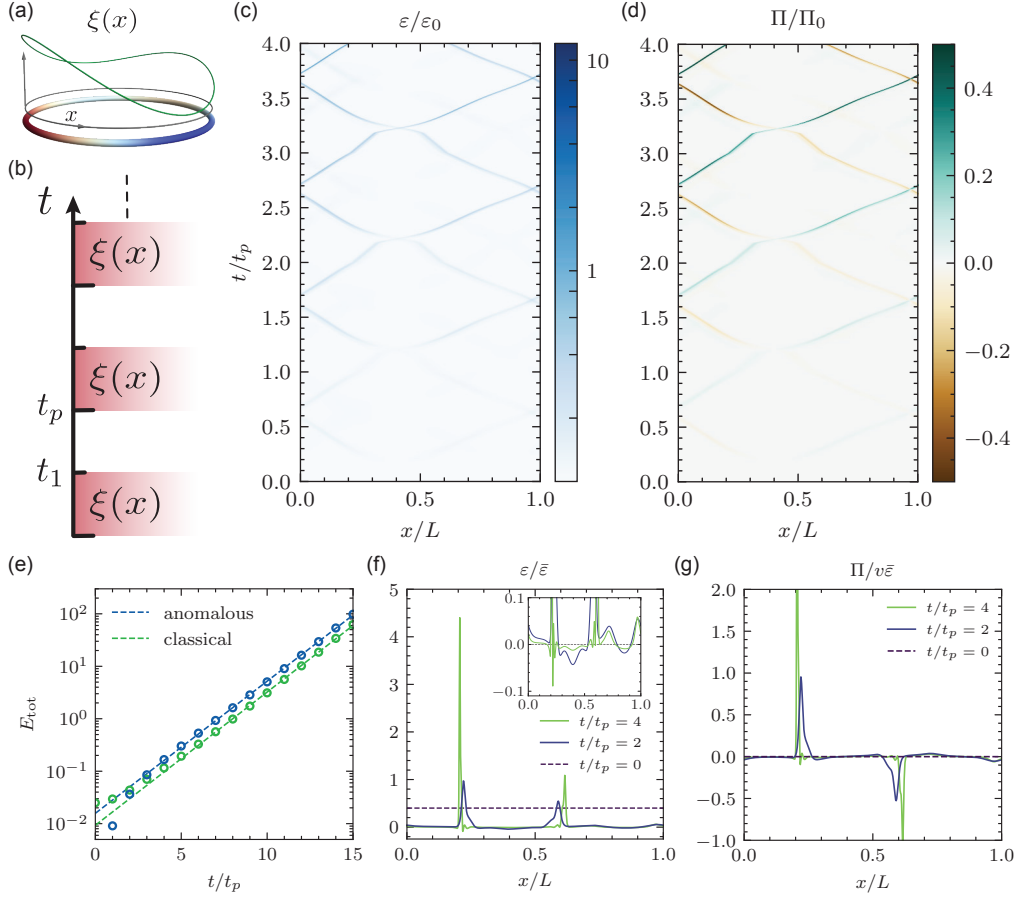 (a)
ξ(x)
x
(b)
t
ξ(x)
ξ(x)
t_p
t_1
ξ(x)
(c)
ε/ε_0
4.0
3.5
3.0
2.5
2.0
1.5
1.0
0.5
0.0
t/t_p
0.0
0.5
1.0
x/L
10
1
(d)
Π/Π_0
4.0
3.5
3.0
2.5
2.0
1.5
1.0
0.5
0.0
0.0
0.5
1.0
x/L
0.4
0.2
0.0
−0.2
−0.4
(e)
10^2
10^1
10^0
10^−1
10^−2
E_tot
anomalous
classical
0
5
10
15
t/t_p
(f)
ε/ε̄
5
4
3
2
1
0
0.1
0.0
−0.1
0.0
0.5
1.0
t/t_p = 4
t/t_p = 2
t/t_p = 0
0.0
0.5
1.0
x/L
(g)
Π/vε̄
2.0
1.5
1.0
0.5
0.0
−0.5
−1.0
t/t_p = 4
t/t_p = 2
t/t_p = 0
0.0
0.5
1.0
x/L